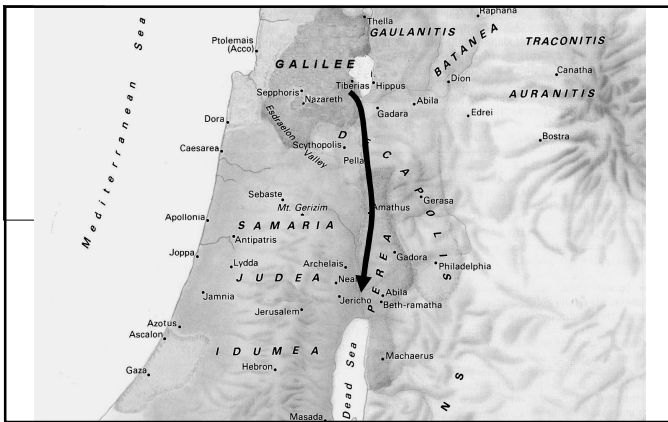 Mediterranean Sea
Thella
Raphana
GAULANITIS
BATANEA
TRACONITIS
Ptolemais
(Acco)
GALILEE
Tiberias
Hippus
Dion
Canatha
Sepphoris
Nazareth
Gadara
Abila
AURANITIS
Edrei
Dora
Esdraelon
Valley
Scythopolis
Pella
Bostra
Caesarea
DECAPOLIS
Sebaste
Mt. Gerizim
Gerasa
Apollonia
SAMARIA
Amathus
Antipatris
PEREA
Joppa
Lydda
Archelais
Gadora
Philadelphia
JUDEA
Jamnia
Jericho
Abila
Beth-ramatha
Jerusalem
Azotus
Ascalon
IDUMEA
Machaerus
Gaza
Hebron
Dead Sea
Masada